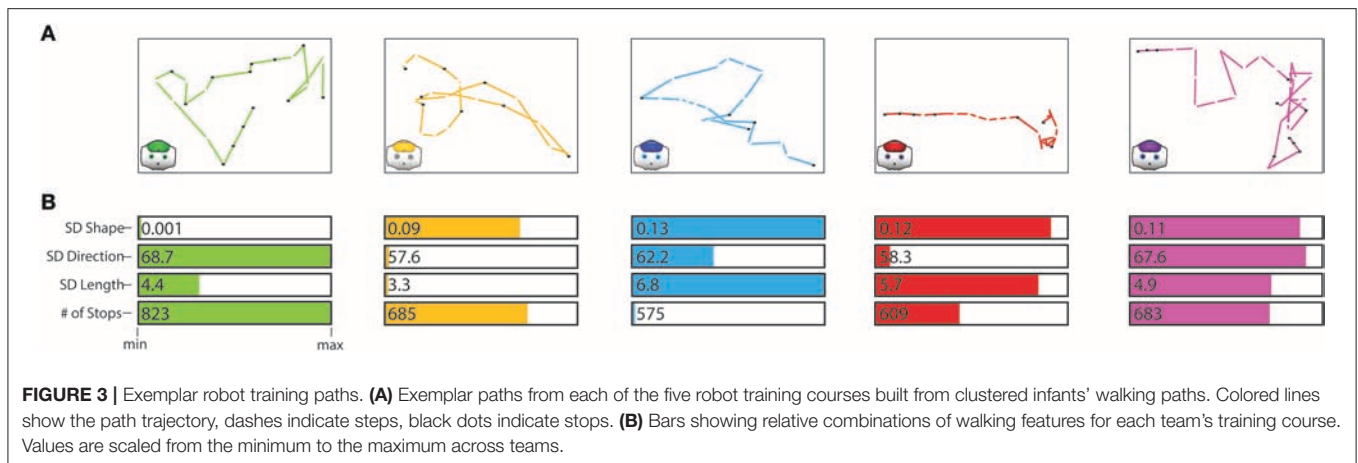 A
B
SD Shape 0.001 0.09 0.13 0.12 0.11
SD Direction 68.7 57.6 62.2 58.3 67.6
SD Length 4.4 3.3 6.8 5.7 4.9
# of Stops 823 685 575 609 683
min max
FIGURE 3 | Exemplar robot training paths. (A) Exemplar paths from each of the five robot training courses built from clustered infants' walking paths. Colored lines
show the path trajectory, dashes indicate steps, black dots indicate stops. (B) Bars showing relative combinations of walking features for each team's training course.
Values are scaled from the minimum to the maximum across teams.